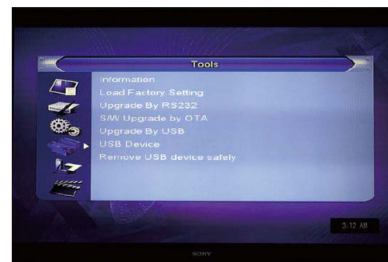 Tools
Information
Load Factory Setting
Upgrade By RS232
S/W Upgrade by OTA
Upgrade By USB
USB Device
Remove USB device safely
3:12 AM
SONY